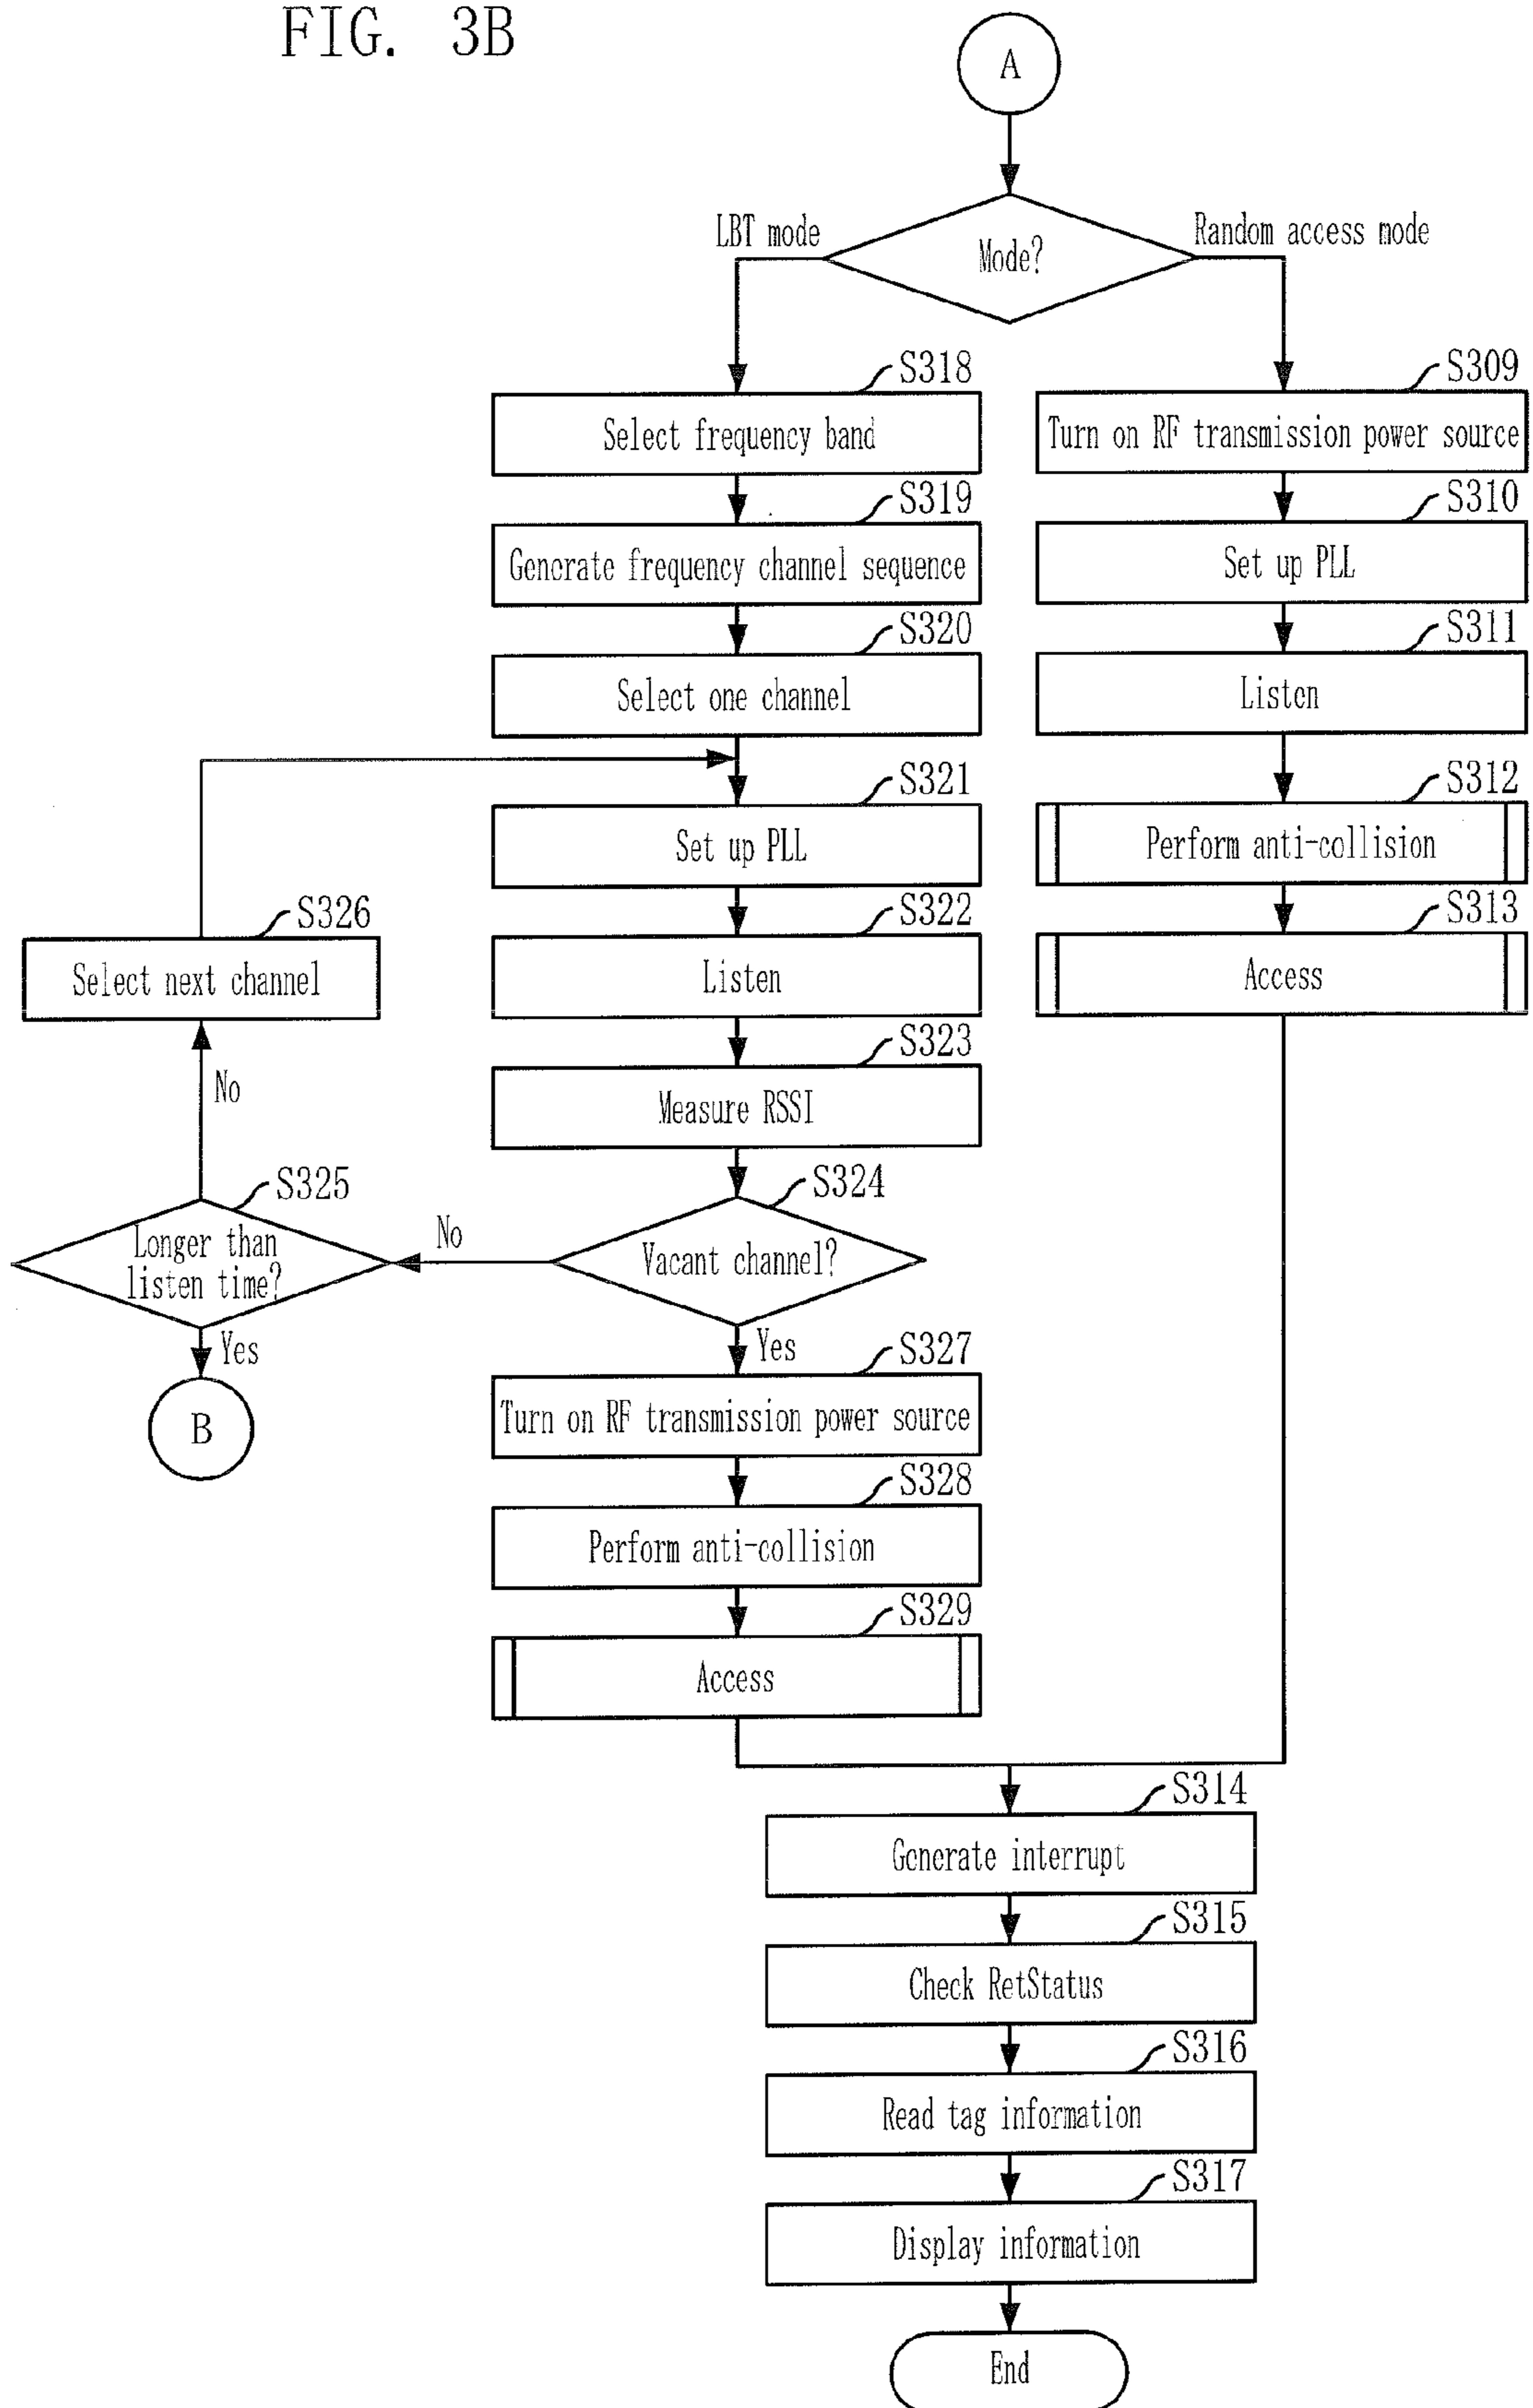 FIG. 3B
A
LBT mode
Random access mode
Mode?
S318
Select frequency band
S319
Generate frequency channel sequence
S320
Select one channel
S321
Set up PLL
S322
Listen
S323
Measure RSSI
S324
Vacant channel?
No
S325
Longer than
listen time?
No
S326
Select next channel
Yes
B
Yes
S327
Turn on RF transmission power source
S328
Perform anti-collision
S329
Access
S309
Turn on RF transmission power source
S310
Set up PLL
S311
Listen
S312
Perform anti-collision
S313
Access
S314
Generate interrupt
S315
Check RetStatus
S316
Read tag information
S317
Display information
End